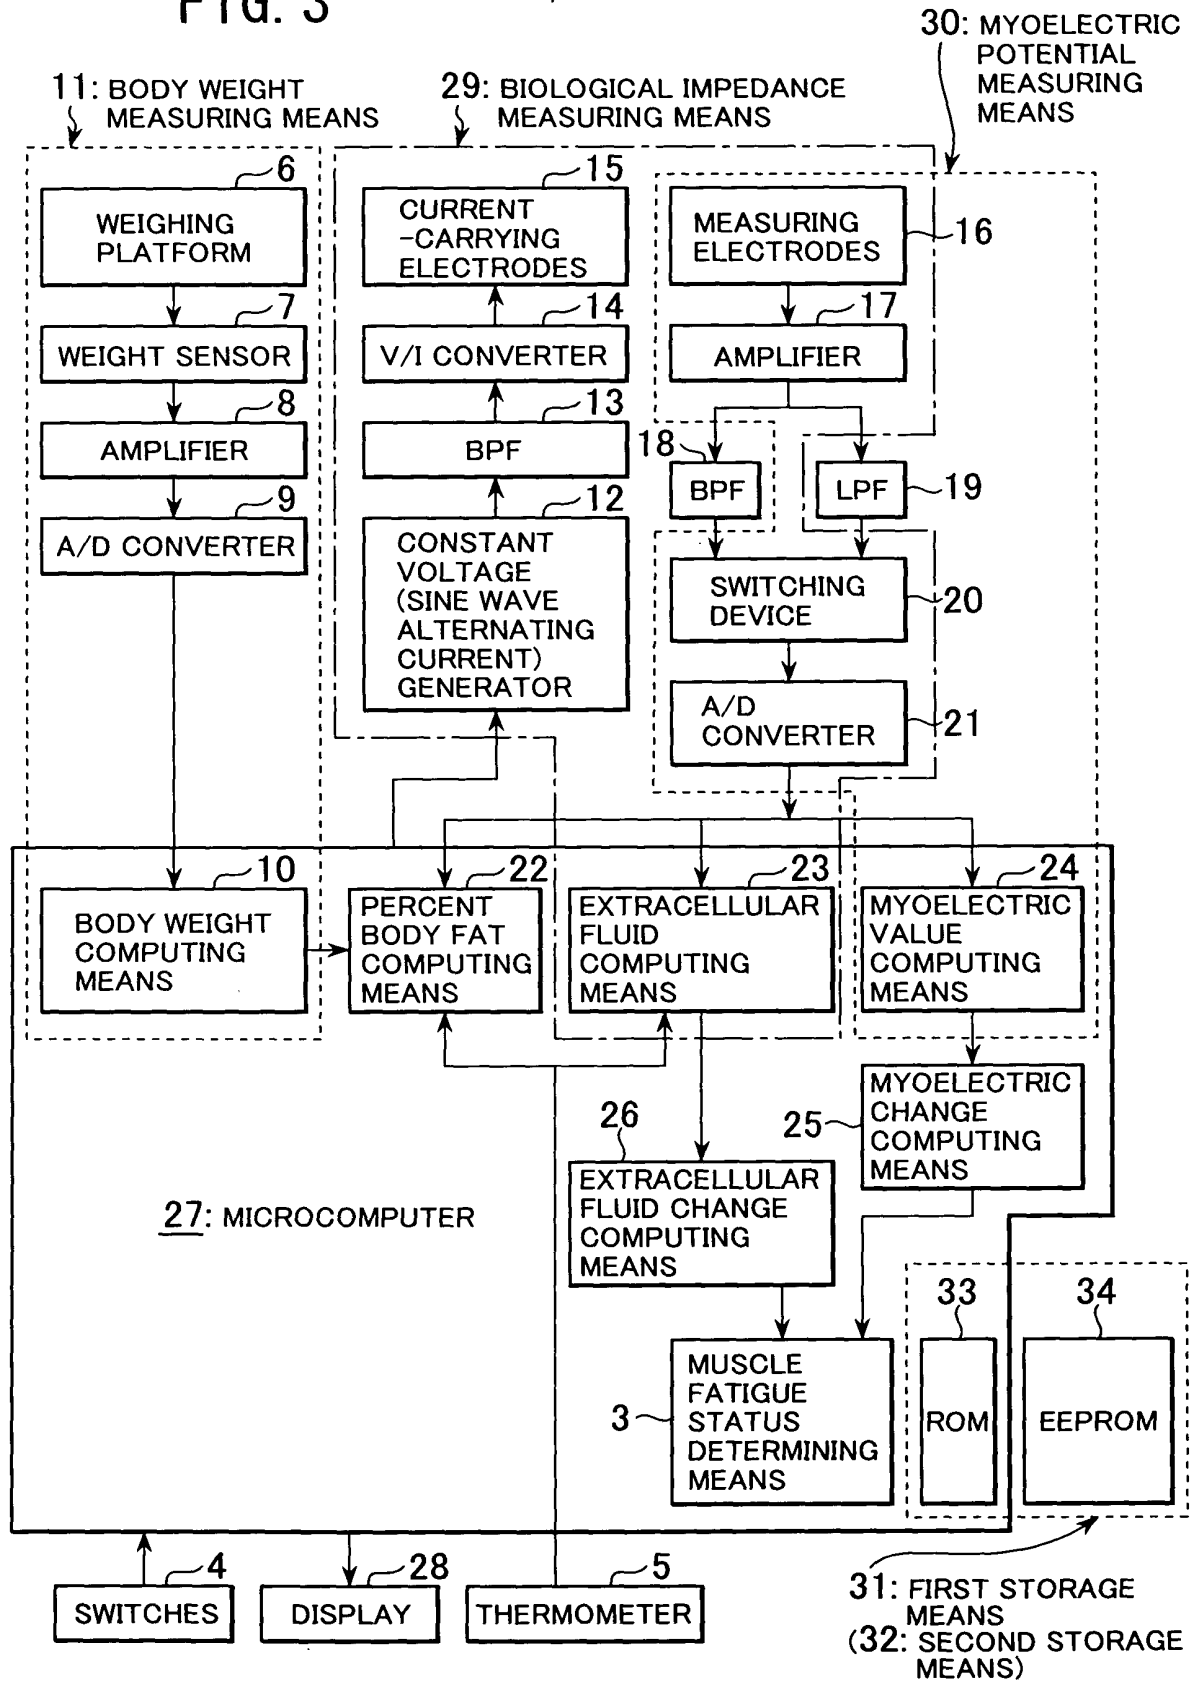 FIG. 3
30: MYOELECTRIC
POTENTIAL
MEASURING
MEANS
11: BODY WEIGHT
MEASURING MEANS
29: BIOLOGICAL IMPEDANCE
MEASURING MEANS
6
WEIGHING
PLATFORM
7
WEIGHT SENSOR
8
AMPLIFIER
9
A/D CONVERTER
15
CURRENT
-CARRYING
ELECTRODES
14
V/I CONVERTER
13
BPF
12
CONSTANT
VOLTAGE
(SINE WAVE
ALTERNATING
CURRENT)
GENERATOR
MEASURING
ELECTRODES
16
17
AMPLIFIER
18
BPF
LPF
19
SWITCHING
DEVICE
20
A/D
CONVERTER
21
10
BODY WEIGHT
COMPUTING
MEANS
22
PERCENT
BODY FAT
COMPUTING
MEANS
23
EXTRACELLULAR
FLUID
COMPUTING
MEANS
24
MYOELECTRIC
VALUE
COMPUTING
MEANS
25
MYOELECTRIC
CHANGE
COMPUTING
MEANS
26
EXTRACELLULAR
FLUID CHANGE
COMPUTING
MEANS
27: MICROCOMPUTER
3
MUSCLE
FATIGUE
STATUS
DETERMINING
MEANS
33
ROM
34
EEPROM
4
SWITCHES
28
DISPLAY
5
THERMOMETER
31: FIRST STORAGE
MEANS
(32: SECOND STORAGE
MEANS)